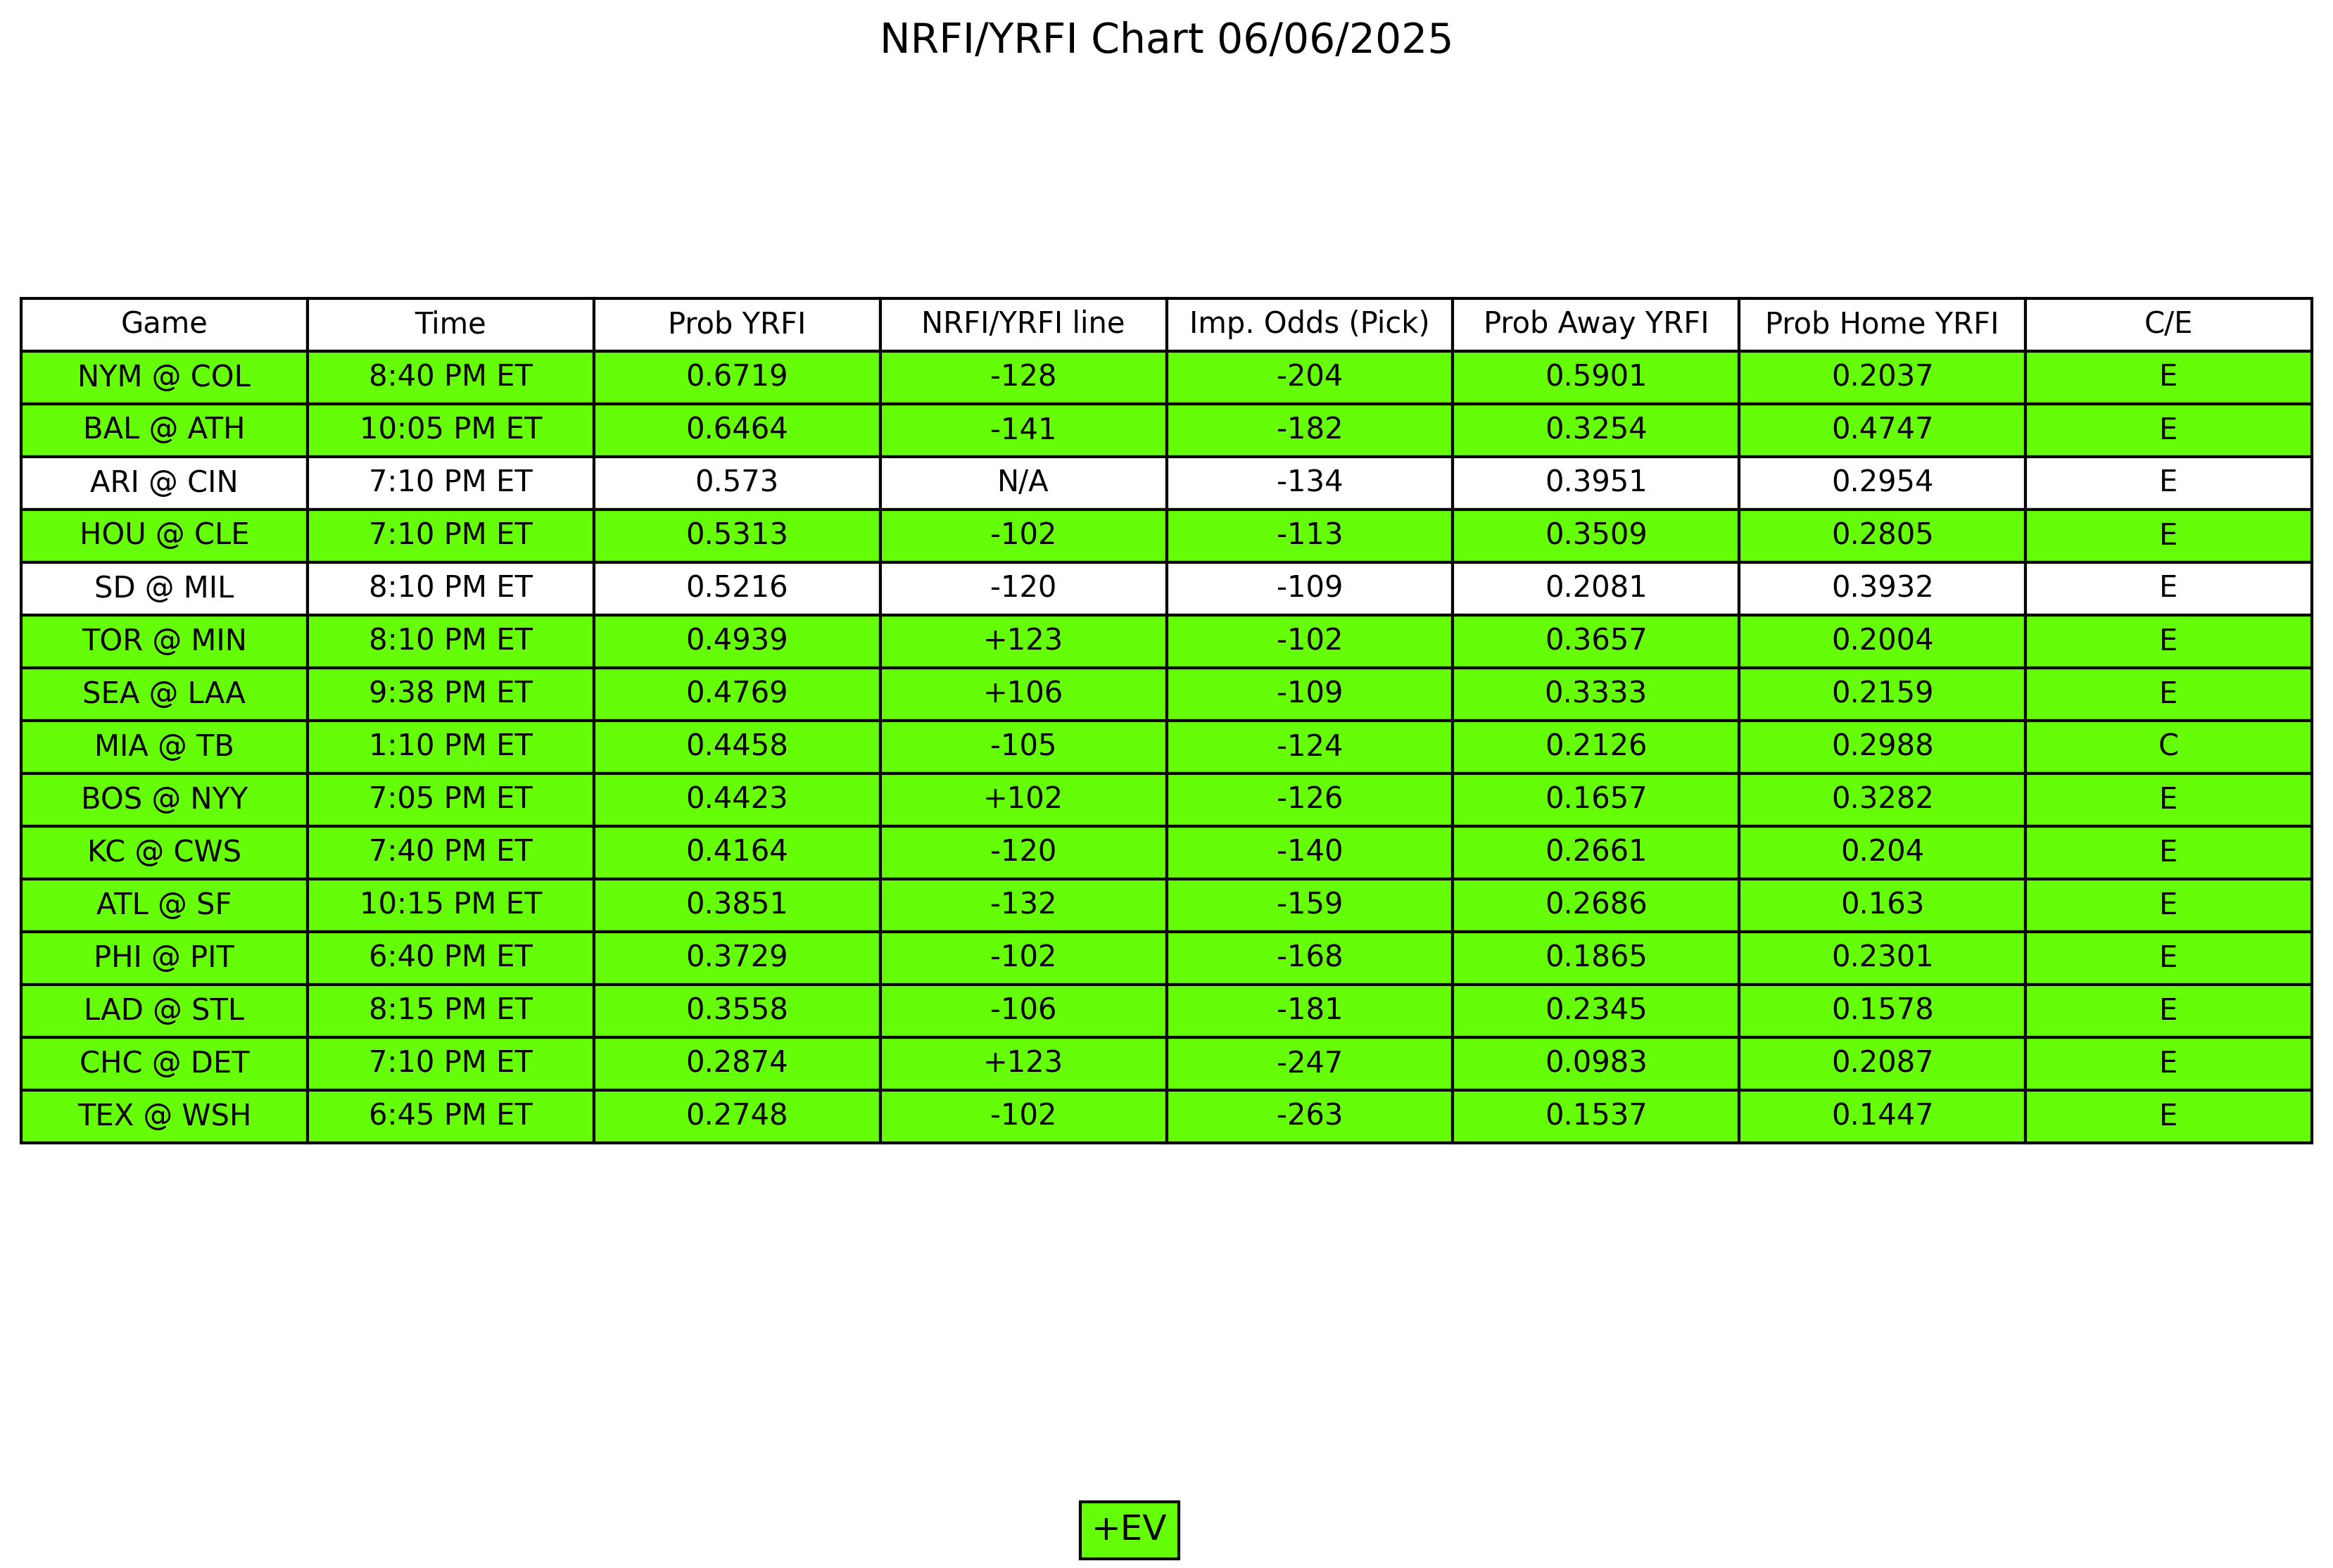 NRFI/YRFI Chart 06/06/2025
Game Time Prob YRFI NRFI/YRFI line Imp. Odds (Pick) Prob Away YRFI Prob Home YRFI C/E
NYM @ COL 8:40 PM ET 0.6719 -128 -204 0.5901 0.2037 E
BAL @ ATH 10:05 PM ET 0.6464 -141 -182 0.3254 0.4747 E
ARI @ CIN 7:10 PM ET 0.573 N/A -134 0.3951 0.2954 E
HOU @ CLE 7:10 PM ET 0.5313 -102 -113 0.3509 0.2805 E
SD @ MIL 8:10 PM ET 0.5216 -120 -109 0.2081 0.3932 E
TOR @ MIN 8:10 PM ET 0.4939 +123 -102 0.3657 0.2004 E
SEA @ LAA 9:38 PM ET 0.4769 +106 -109 0.3333 0.2159 E
MIA @ TB 1:10 PM ET 0.4458 -105 -124 0.2126 0.2988 C
BOS @ NYY 7:05 PM ET 0.4423 +102 -126 0.1657 0.3282 E
KC @ CWS 7:40 PM ET 0.4164 -120 -140 0.2661 0.204 E
ATL @ SF 10:15 PM ET 0.3851 -132 -159 0.2686 0.163 E
PHI @ PIT 6:40 PM ET 0.3729 -102 -168 0.1865 0.2301 E
LAD @ STL 8:15 PM ET 0.3558 -106 -181 0.2345 0.1578 E
CHC @ DET 7:10 PM ET 0.2874 +123 -247 0.0983 0.2087 E
TEX @ WSH 6:45 PM ET 0.2748 -102 -263 0.1537 0.1447 E
+EV